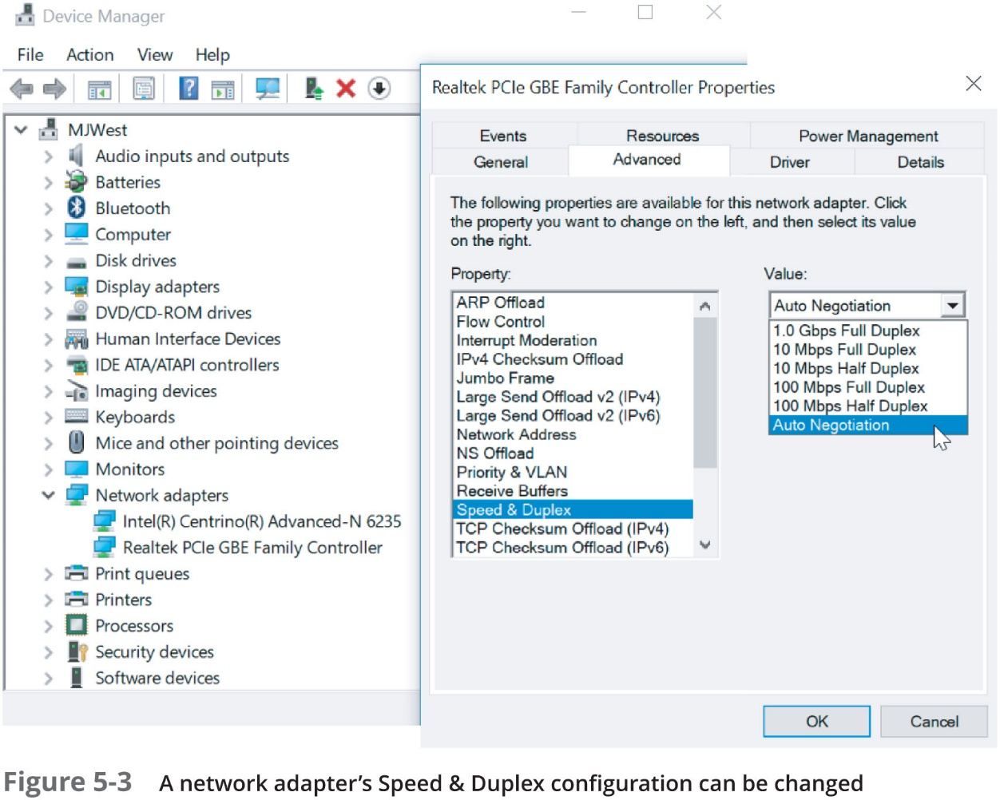 Device Manager
File Action View Help
MJWest
Audio inputs and outputs
Batteries
Bluetooth
Computer
Disk drives
Display adapters
DVD/CD-ROM drives
Human Interface Devices
IDE ATA/ATAPI controllers
Imaging devices
Keyboards
Mice and other pointing devices
Monitors
Network adapters
Intel(R) Centrino(R) Advanced-N 6235
Realtek PCIe GBE Family Controller
Print queues
Printers
Processors
Security devices
Software devices
Realtek PCIe GBE Family Controller Properties
Events Resources Power Management
General Advanced Driver Details
The following properties are available for this network adapter. Click
the property you want to change on the left, and then select its value
on the right.
Property:
ARP Offload
Flow Control
Interrupt Moderation
IPv4 Checksum Offload
Jumbo Frame
Large Send Offload v2 (IPv4)
Large Send Offload v2 (IPv6)
Network Address
NS Offload
Priority & VLAN
Receive Buffers
Speed & Duplex
TCP Checksum Offload (IPv4)
TCP Checksum Offload (IPv6)
Value:
Auto Negotiation
1.0 Gbps Full Duplex
10 Mbps Full Duplex
10 Mbps Half Duplex
100 Mbps Full Duplex
100 Mbps Half Duplex
Auto Negotiation
OK Cancel
Figure 5-3 A network adapter's Speed & Duplex configuration can be changed